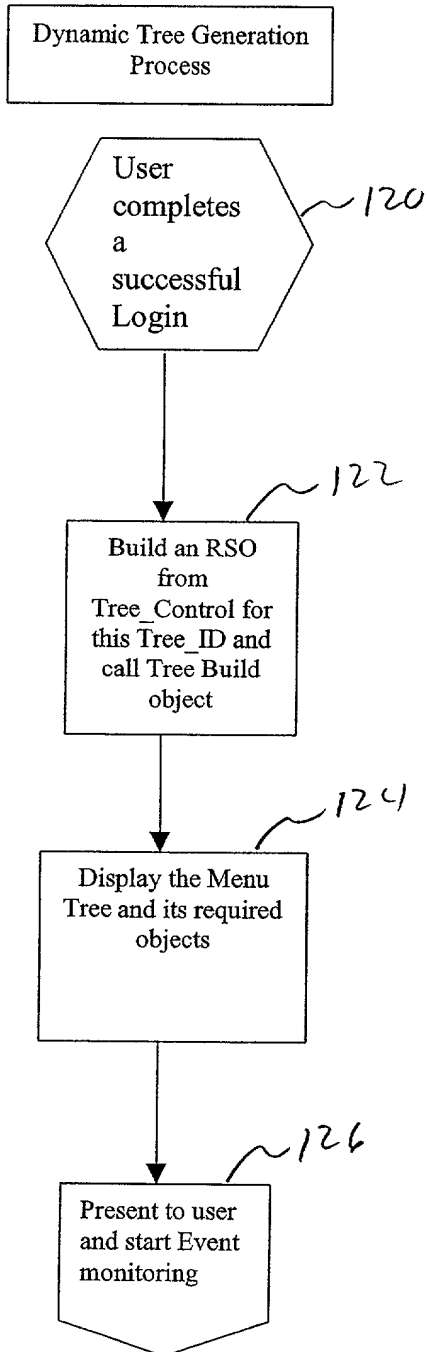 Dynamic Tree Generation
Process
User
completes
a
successful
Login
120
122
Build an RSO
from
Tree_Control for
this Tree_ID and
call Tree Build
object
124
Display the Menu
Tree and its required
objects
126
Present to user
and start Event
monitoring